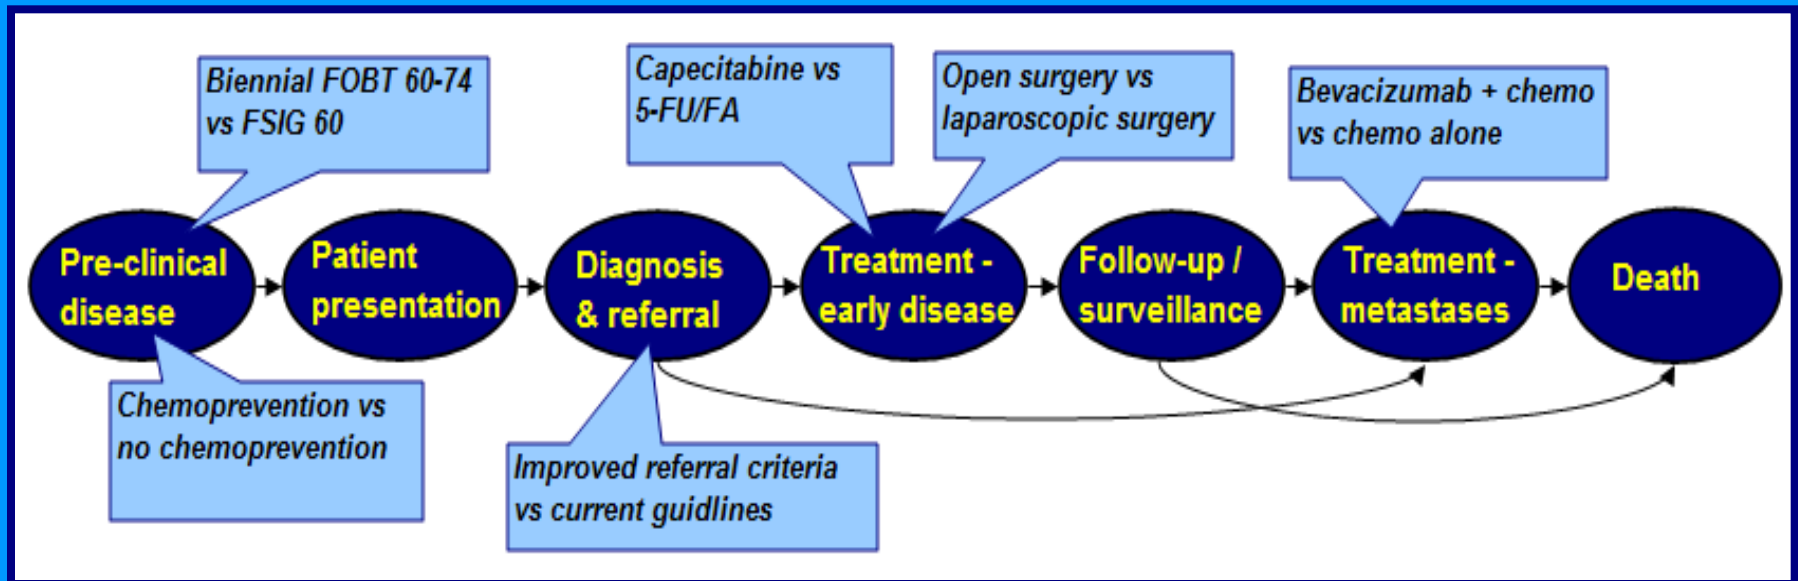 Biennial FOBT 60-74
vs FSIG 60
Capecitabine vs
5-FU/FA
Open surgery vs
laparoscopic surgery
Bevacizumab + chemo
vs chemo alone
Pre-clinical
disease
Patient
presentation
Diagnosis
& referral
Treatment -
early disease
Follow-up /
surveillance
Treatment -
metastases
Death
Chemoprevention vs
no chemoprevention
Improved referral criteria
vs current guidlines